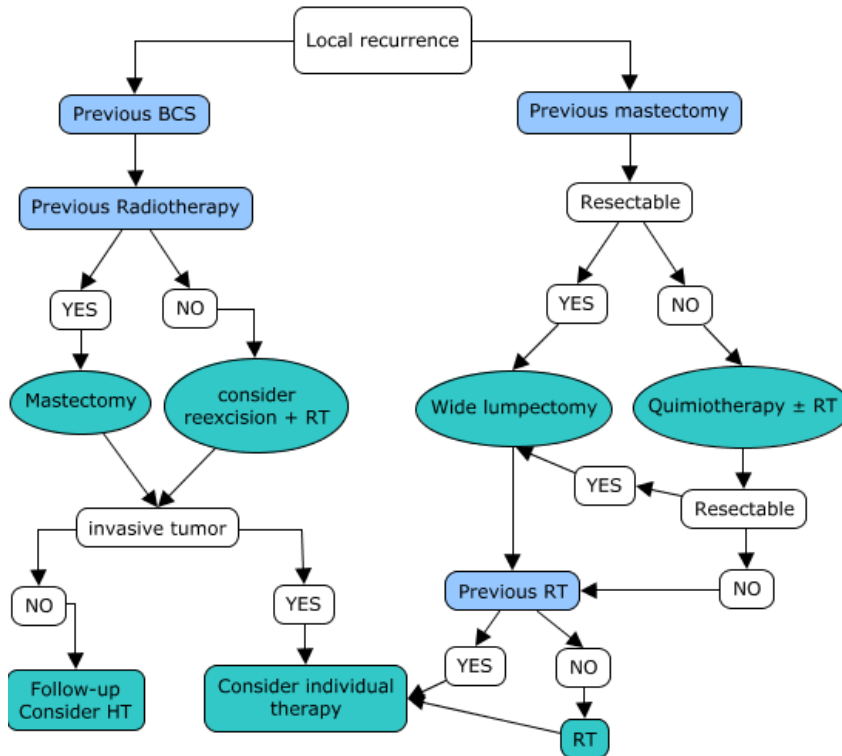 Local recurrence
Previous BCS
Previous mastectomy
Previous Radiotherapy
Resectable
YES
NO
YES
NO
Mastectomy
consider
reexcision + RT
Wide lumpectomy
Quimiotherapy ± RT
YES
Resectable
invasive tumor
NO
YES
Previous RT
NO
YES
NO
Follow-up
Consider HT
Consider individual
therapy
RT